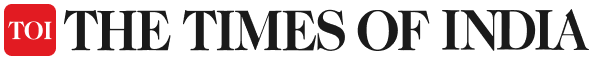 TOI THE TIMES OF INDIA